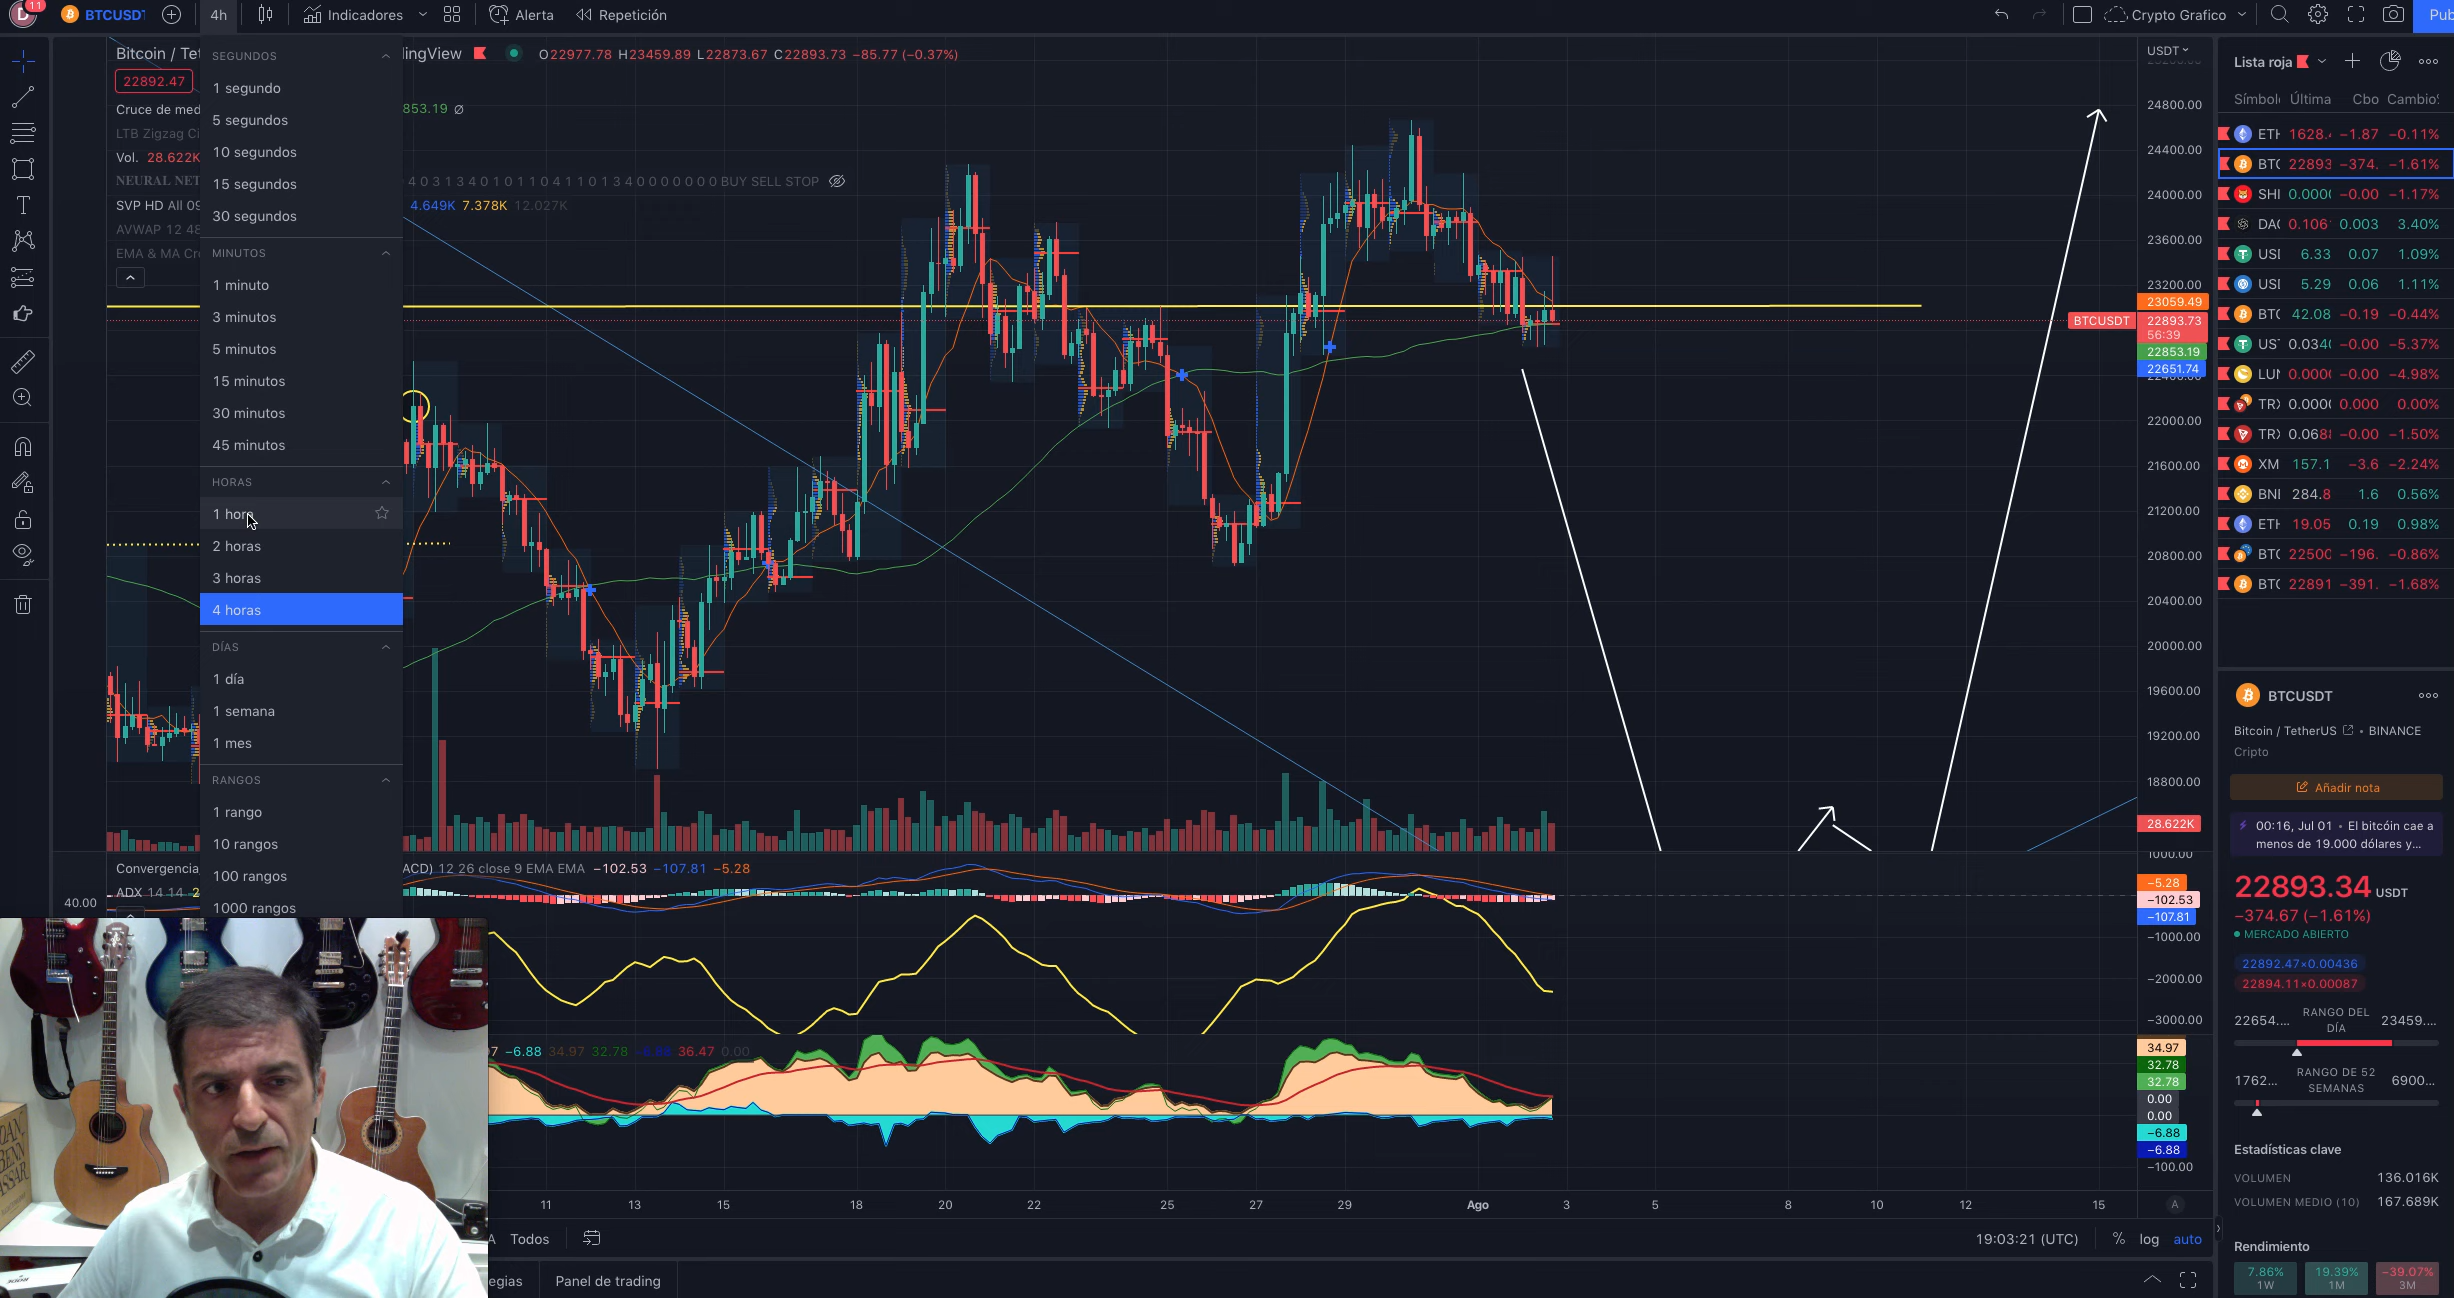 11
BTCUSDT
4h
Indicadores
Alerta
Repetición
Crypto Grafico
Pub
Bitcoin / Tet
ingView
O22977.78 H23459.89 L22873.67 C22893.73 −85.77 (−0.37%)
22892.47
Cruce de med
853.19 ∅
LTB Zigzag Ci
Vol. 28.622K
NEURAL NET
4 0 3 1 3 4 0 1 0 1 1 0 4 1 1 0 1 3 4 0 0 0 0 0 0 0 BUY SELL STOP
SVP HD All 09
4.649K 7.378K 12.027K
AVWAP 12 48
EMA & MA Cro
SEGUNDOS
1 segundo
5 segundos
10 segundos
15 segundos
30 segundos
MINUTOS
1 minuto
3 minutos
5 minutos
15 minutos
30 minutos
45 minutos
HORAS
1 hora
2 horas
3 horas
4 horas
DÍAS
1 día
1 semana
1 mes
RANGOS
1 rango
10 rangos
100 rangos
1000 rangos
USDT
24800.00
24400.00
24000.00
23600.00
23200.00
23059.49
BTCUSDT
22893.73
56:39
22853.19
22651.74
22000.00
21600.00
21200.00
20800.00
20400.00
20000.00
19600.00
19200.00
18800.00
28.622K
Convergencia,
ACD) 12 26 close 9 EMA EMA −102.53 −107.81 −5.28
ADX 14 14 2
40.00
1000.00
−5.28
−102.53
−107.81
−1000.00
−2000.00
−3000.00
97 −6.88 34.97 32.78 −6.88 36.47 0.00
34.97
32.78
32.78
0.00
0.00
−6.88
−6.88
−100.00
11 13 15 18 20 22 25 27 29 Ago 3 5 8 10 12 15
A
Todos
19:03:21 (UTC)
% log auto
egias
Panel de trading
Lista roja
Símbol Última Cbo Cambio%
ETH 1628. −1.87 −0.11%
BTC 22893 −374. −1.61%
SHI 0.000 −0.00 −1.17%
DA 0.106 0.003 3.40%
USI 6.33 0.07 1.09%
USI 5.29 0.06 1.11%
BTC 42.08 −0.19 −0.44%
UST 0.034 −0.00 −5.37%
LUN 0.000 −0.00 −4.98%
TRX 0.000 0.000 0.00%
TRX 0.068 −0.00 −1.50%
XM 157.1 −3.6 −2.24%
BNI 284.8 1.6 0.56%
ETH 19.05 0.19 0.98%
BTC 22500 −196. −0.86%
BTC 22891 −391. −1.68%
BTCUSDT
Bitcoin / TetherUS • BINANCE
Cripto
Añadir nota
00:16, Jul 01 • El bitcóin cae a
menos de 19.000 dólares y...
22893.34 USDT
−374.67 (−1.61%)
MERCADO ABIERTO
22892.47×0.00436
22894.11×0.00087
22654.... RANGO DEL DÍA 23459....
1762... RANGO DE 52 SEMANAS 6900...
Estadísticas clave
VOLUMEN 136.016K
VOLUMEN MEDIO (10) 167.689K
Rendimiento
7.86% 19.39% −39.07%
1W 1M 3M